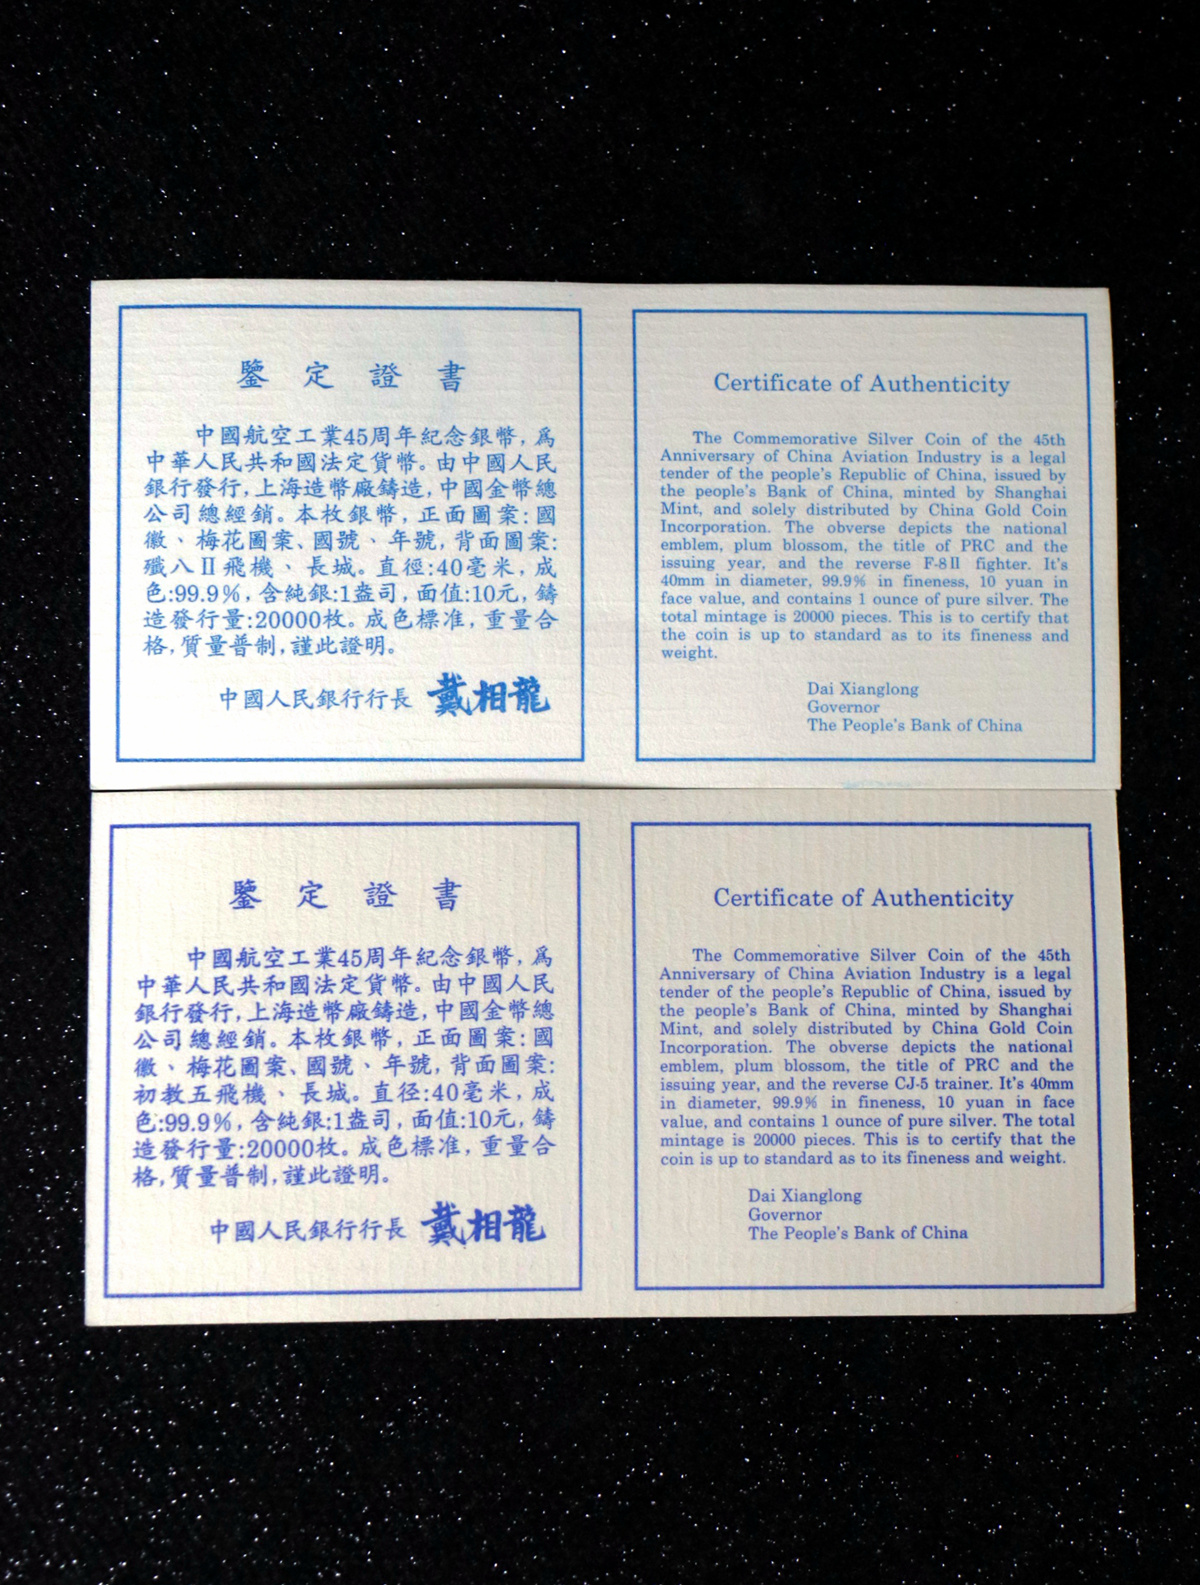 鑒定證書
中國航空工業45周年紀念銀幣，爲
中華人民共和國法定貨幣。由中國人民
銀行發行，上海造幣廠鑄造，中國金幣總
公司總經銷。本枚銀幣，正面圖案:國
徽、梅花圖案、國號、年號，背面圖案:
殲八Ⅱ飛機、長城。直徑:40毫米，成
色:99.9%，含純銀:1盎司，面值:10元，鑄
造發行量:20000枚。成色標准，重量合
格，質量普制，謹此證明。
中國人民銀行行長 戴相龍
Certificate of Authenticity
The Commemorative Silver Coin of the 45th
Anniversary of China Aviation Industry is a legal
tender of the people's Republic of China, issued by
the people's Bank of China, minted by Shanghai
Mint, and solely distributed by China Gold Coin
Incorporation. The obverse depicts the national
emblem, plum blossom, the title of PRC and the
issuing year, and the reverse F-8Ⅱ fighter. It's
40mm in diameter, 99.9% in fineness, 10 yuan in
face value, and contains 1 ounce of pure silver. The
total mintage is 20000 pieces. This is to certify that
the coin is up to standard as to its fineness and
weight.
Dai Xianglong
Governor
The People's Bank of China
鑒定證書
中國航空工業45周年紀念銀幣，爲
中華人民共和國法定貨幣。由中國人民
銀行發行，上海造幣廠鑄造，中國金幣總
公司總經銷。本枚銀幣，正面圖案:國
徽、梅花圖案、國號、年號，背面圖案:
初教五飛機、長城。直径:40毫米，成
色:99.9%，含純銀:1盎司，面值:10元，鑄
造發行量:20000枚。成色標准，重量合
格，質量普制，謹此證明。
中國人民銀行行長 戴相龍
Certificate of Authenticity
The Commemorative Silver Coin of the 45th
Anniversary of China Aviation Industry is a legal
tender of the people's Republic of China, issued by
the people's Bank of China, minted by Shanghai
Mint, and solely distributed by China Gold Coin
Incorporation. The obverse depicts the national
emblem, plum blossom, the title of PRC and the
issuing year, and the reverse CJ-5 trainer. It's 40mm
in diameter, 99.9% in fineness, 10 yuan in face
value, and contains 1 ounce of pure silver. The total
mintage is 20000 pieces. This is to certify that the
coin is up to standard as to its fineness and weight.
Dai Xianglong
Governor
The People's Bank of China